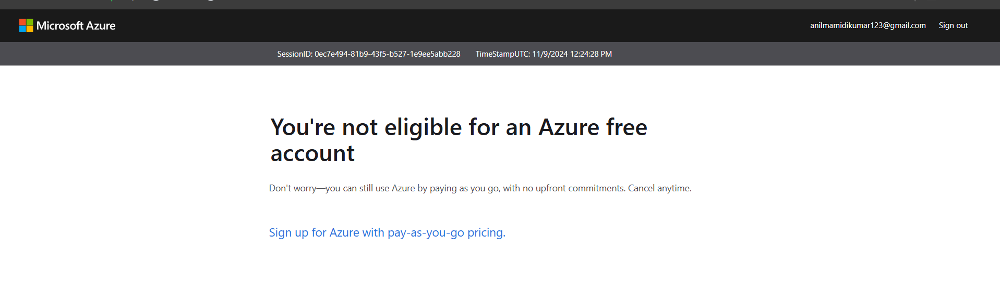 Microsoft Azure
anilmamidikumar123@gmail.com Sign out
SessionID: 0ec7e494-81b9-43f5-b527-1e9ee5abb228 TimeStampUTC: 11/9/2024 12:24:28 PM
You're not eligible for an Azure free
account
Don't worry—you can still use Azure by paying as you go, with no upfront commitments. Cancel anytime.
Sign up for Azure with pay-as-you-go pricing.